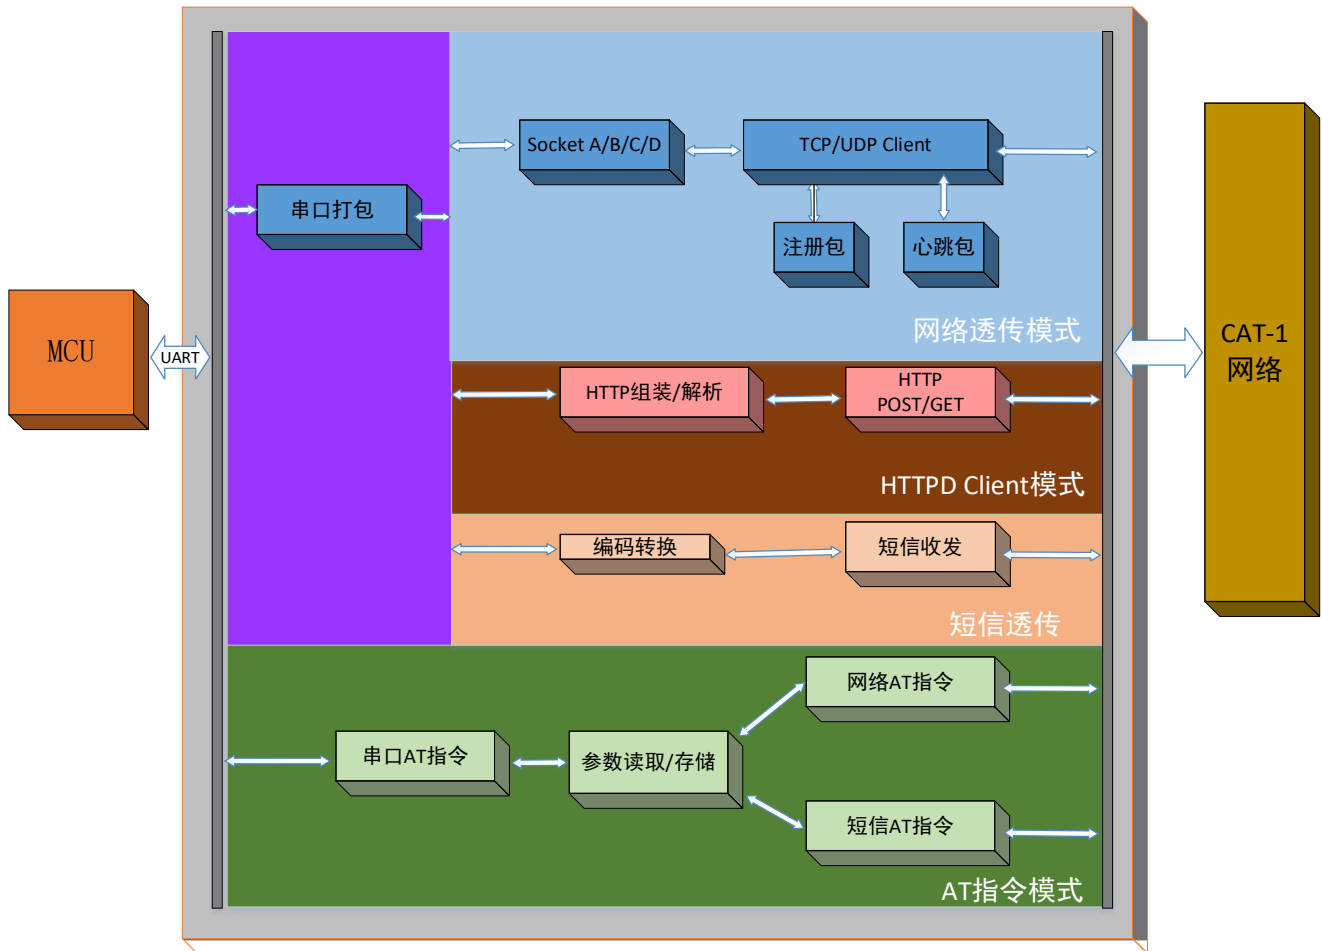 Socket A/B/C/D
TCP/UDP Client
串口打包
注册包
心跳包
网络透传模式
MCU
UART
CAT-1
网络
HTTP组装/解析
HTTP
POST/GET
HTTPD Client模式
编码转换
短信收发
短信透传
网络AT指令
串口AT指令
参数读取/存储
短信AT指令
AT指令模式